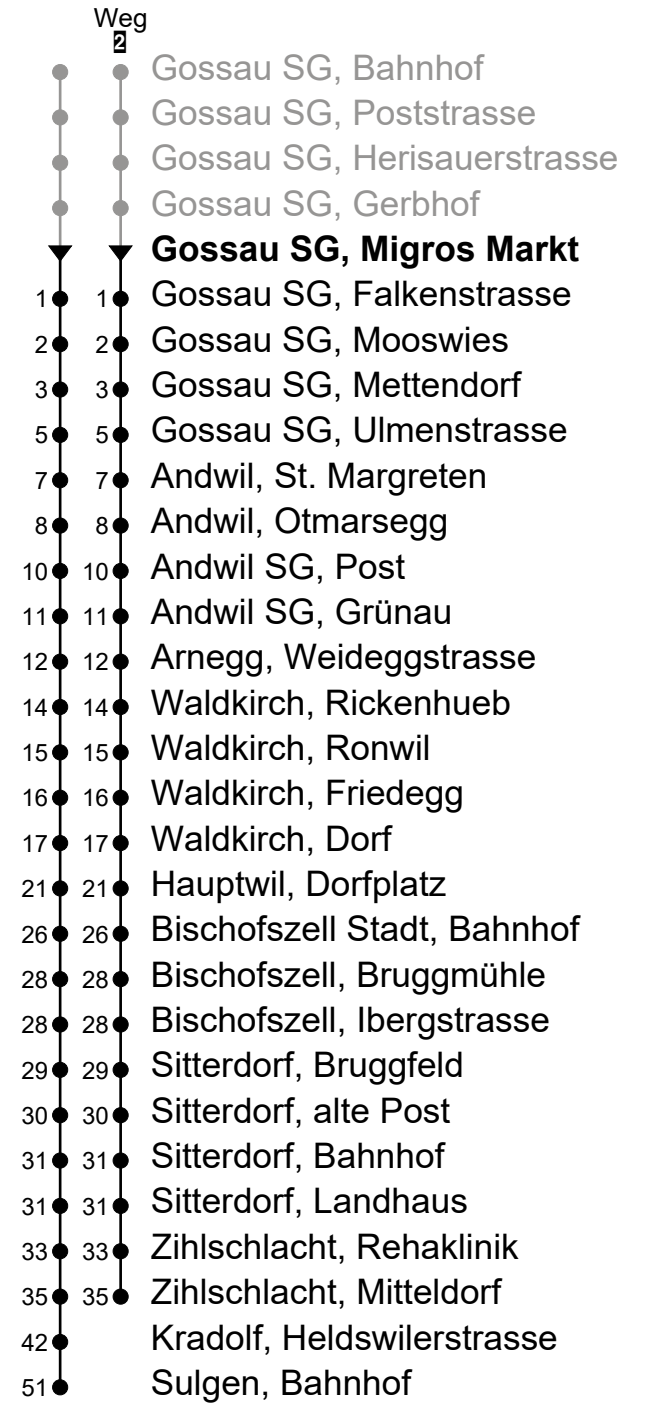 Weg
2
Gossau SG, Bahnhof
Gossau SG, Poststrasse
Gossau SG, Herisauerstrasse
Gossau SG, Gerbhof
Gossau SG, Migros Markt
1 1 Gossau SG, Falkenstrasse
2 2 Gossau SG, Mooswies
3 3 Gossau SG, Mettendorf
5 5 Gossau SG, Ulmenstrasse
7 7 Andwil, St. Margreten
8 8 Andwil, Otmarsegg
10 10 Andwil SG, Post
11 11 Andwil SG, Grünau
12 12 Arnegg, Weideggstrasse
14 14 Waldkirch, Rickenhueb
15 15 Waldkirch, Ronwil
16 16 Waldkirch, Friedegg
17 17 Waldkirch, Dorf
21 21 Hauptwil, Dorfplatz
26 26 Bischofszell Stadt, Bahnhof
28 28 Bischofszell, Bruggmühle
28 28 Bischofszell, Ibergstrasse
29 29 Sitterdorf, Bruggfeld
30 30 Sitterdorf, alte Post
31 31 Sitterdorf, Bahnhof
31 31 Sitterdorf, Landhaus
33 33 Zihlschlacht, Rehaklinik
35 35 Zihlschlacht, Mitteldorf
42 Kradolf, Heldswilerstrasse
51 Sulgen, Bahnhof